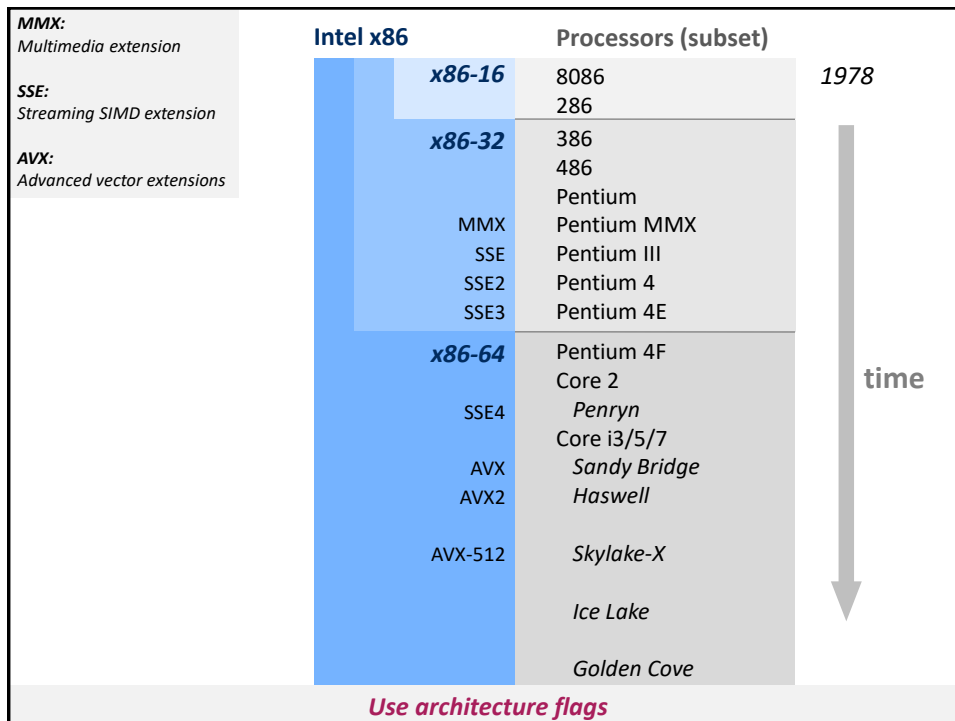 MMX:
Multimedia extension
SSE:
Streaming SIMD extension
AVX:
Advanced vector extensions
Intel x86 Processors (subset)
x86-16 8086 1978
286
x86-32 386
486
Pentium
MMX Pentium MMX
SSE Pentium III
SSE2 Pentium 4
SSE3 Pentium 4E
x86-64 Pentium 4F
time
Core 2
SSE4 Penryn
Core i3/5/7
AVX Sandy Bridge
AVX2 Haswell
AVX-512 Skylake-X
Ice Lake
Golden Cove
Use architecture flags